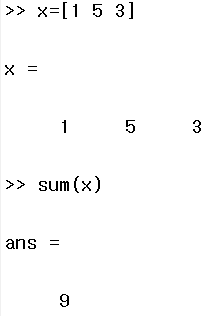 >> x=[1 5 3]
x =
1 5 3
>> sum(x)
ans =
9